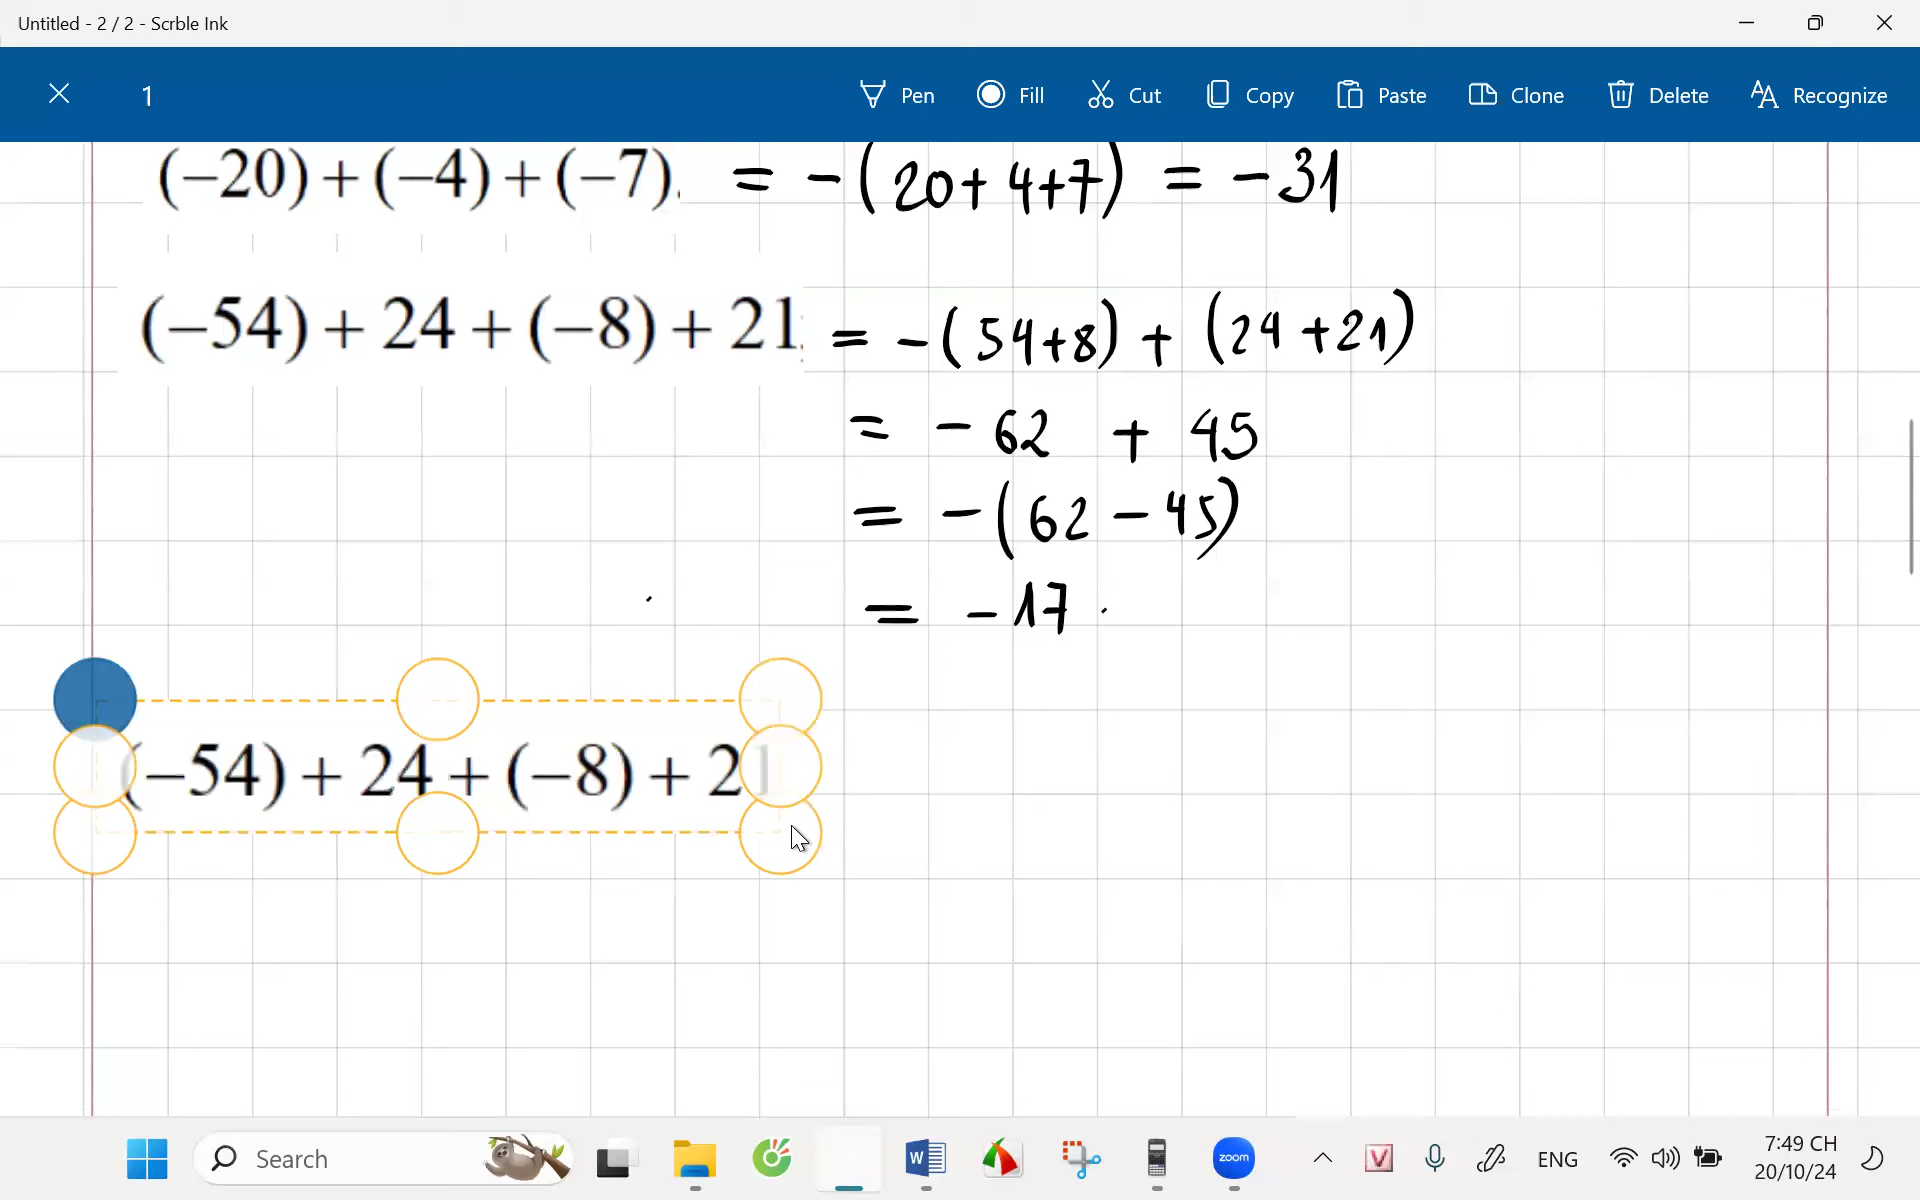 Untitled - 2 / 2 - Scrble Ink
1 Pen Fill Cut Copy Paste Clone Delete Recognize
(−20) + (−4) + (−7). = − (20+ 4+7) = −31
(−54) + 24 + (−8) + 21. = −(54+8) + (24 +21)
= − 62 + 45
= −(62 − 45)
= −17 .
(−54) + 24 + (−8) + 21
Search
zoom
ENG
7:49 CH
20/10/24